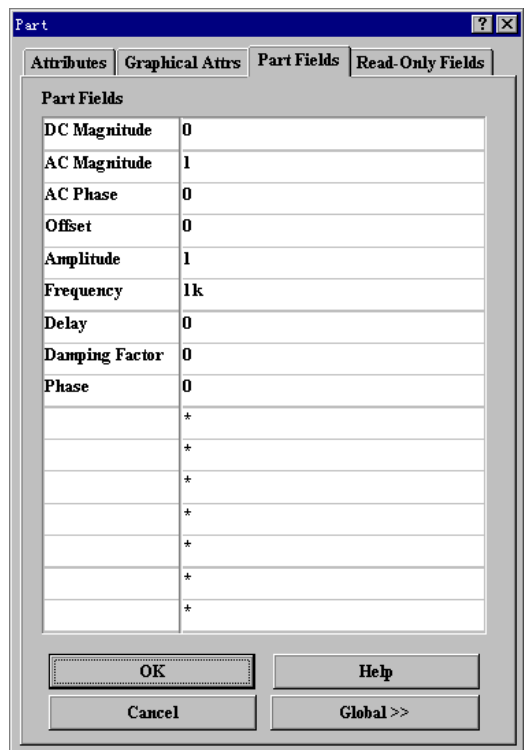 Part
Attributes Graphical Attrs Part Fields Read-Only Fields
Part Fields
DC Magnitude 0
AC Magnitude 1
AC Phase 0
Offset 0
Amplitude 1
Frequency 1k
Delay 0
Damping Factor 0
Phase 0
*
*
*
*
*
*
*
OK Help
Cancel Global >>